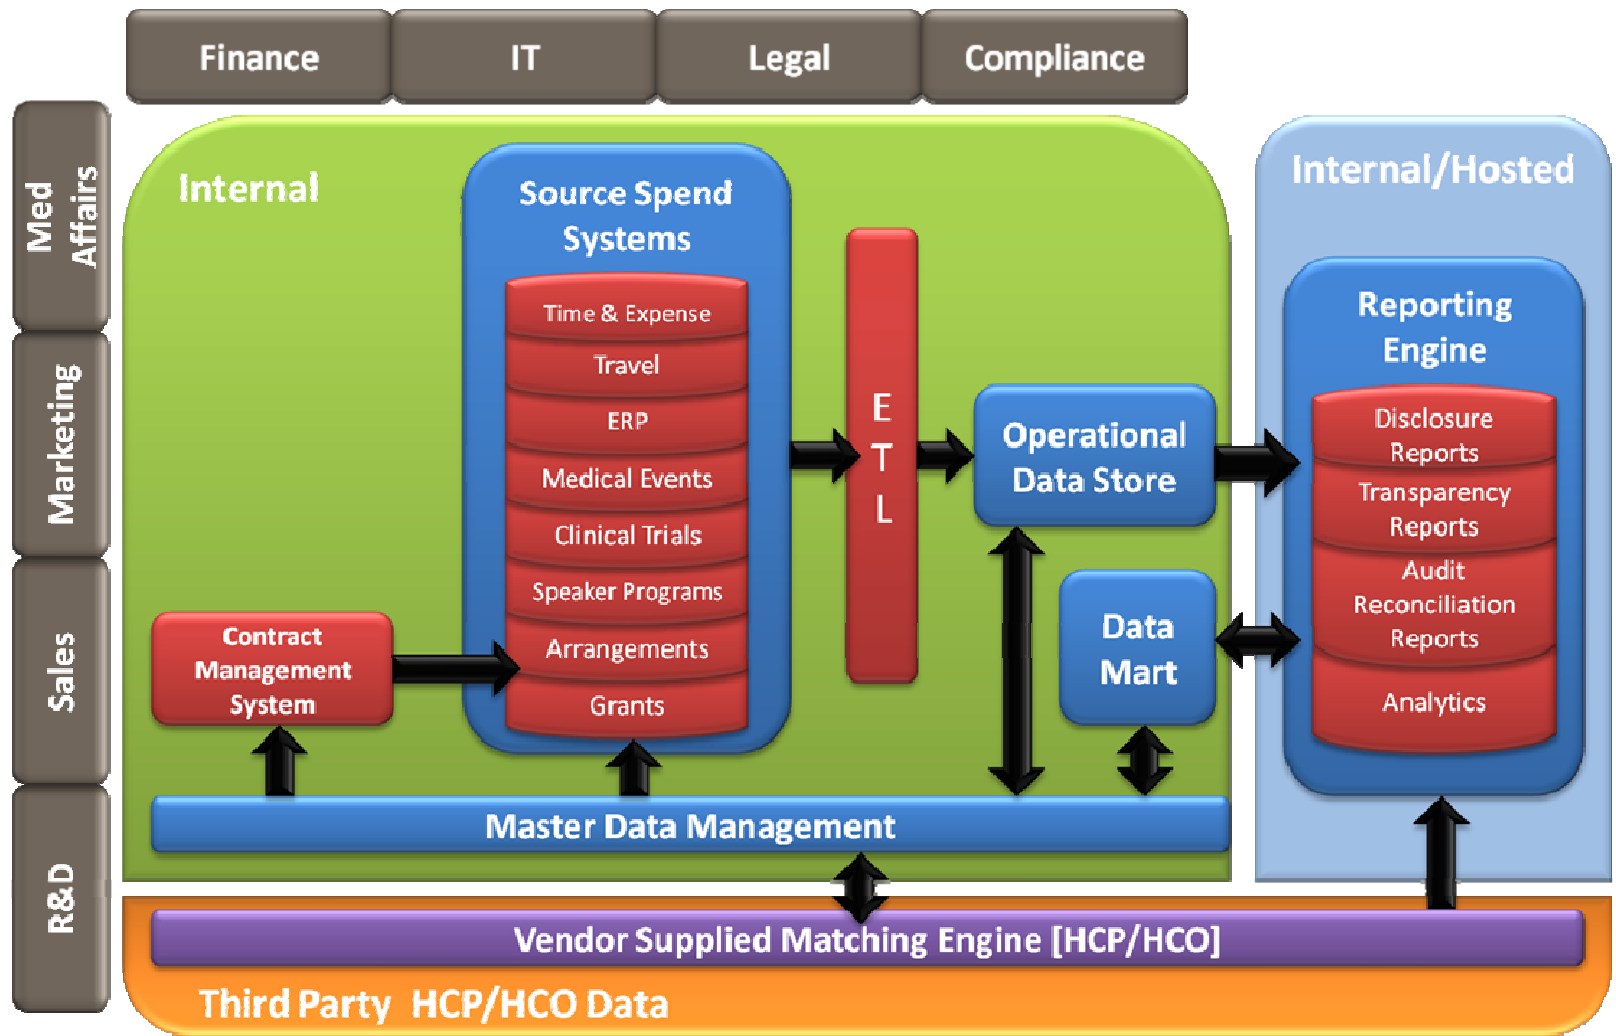 Finance
IT
Legal
Compliance
Med
Affairs
Marketing
Sales
R&D
Internal
Source Spend
Systems
Time & Expense
Travel
ERP
Medical Events
Clinical Trials
Speaker Programs
Arrangements
Grants
Contract
Management
System
E
T
L
Operational
Data Store
Data
Mart
Master Data Management
Internal/Hosted
Reporting
Engine
Disclosure
Reports
Transparency
Reports
Audit
Reconciliation
Reports
Analytics
Vendor Supplied Matching Engine [HCP/HCO]
Third Party HCP/HCO Data